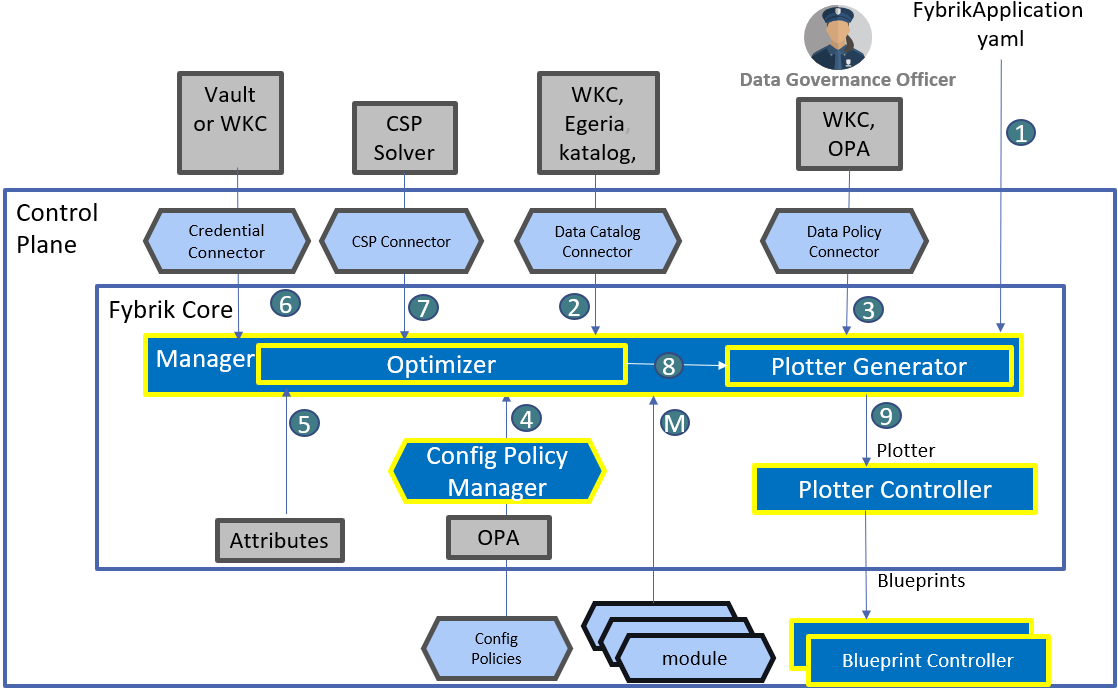 FybrikApplication
yaml
Data Governance Officer
Vault
or WKC
CSP
Solver
WKC,
Egeria,
katalog,
WKC,
OPA
1
Control
Plane
Credential
Connector
CSP Connector
Data Catalog
Connector
Data Policy
Connector
Fybrik Core
6
7
2
3
Manager
Optimizer
8
Plotter Generator
5
4
M
9
Plotter
Config Policy
Manager
Plotter Controller
Attributes
OPA
Blueprints
Config
Policies
module
Blueprint Controller